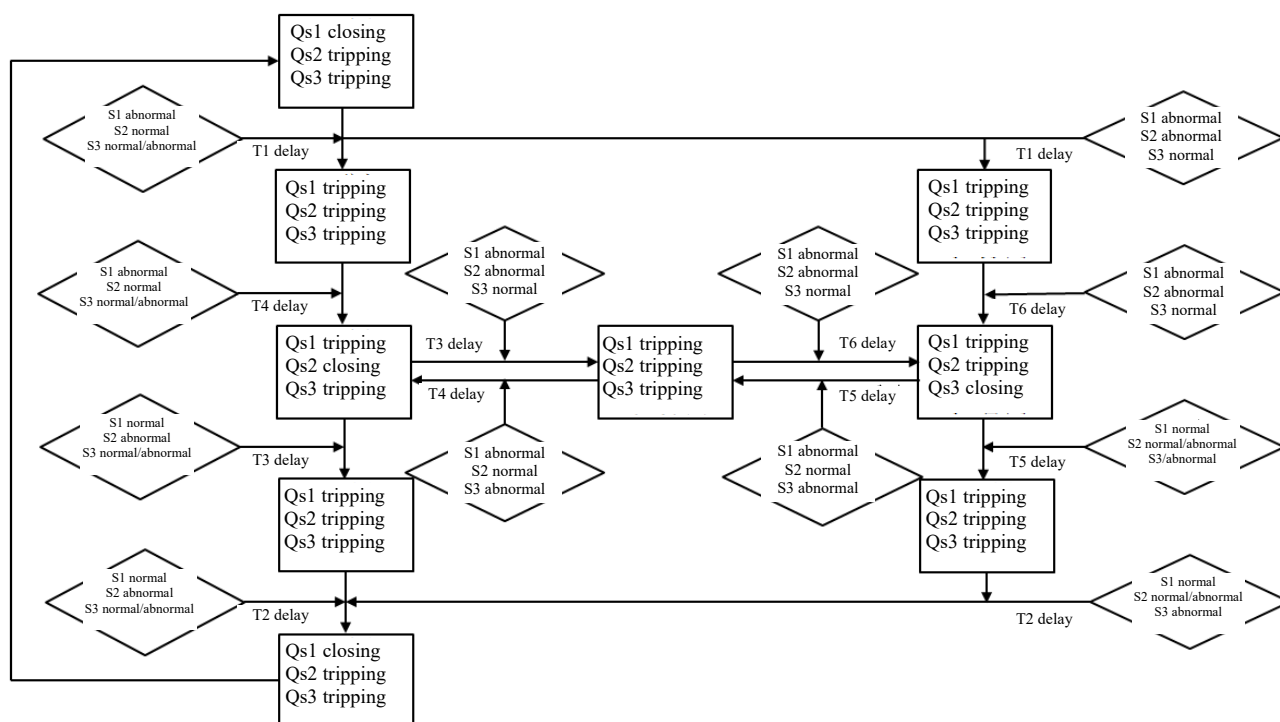 Qs1 closing
Qs2 tripping
Qs3 tripping
S1 abnormal
S2 normal
S3 normal/abnormal
T1 delay
S1 abnormal
S2 abnormal
S3 normal
T1 delay
Qs1 tripping
Qs2 tripping
Qs3 tripping
Qs1 tripping
Qs2 tripping
Qs3 tripping
S1 abnormal
S2 normal
S3 normal/abnormal
T4 delay
S1 abnormal
S2 abnormal
S3 normal
S1 abnormal
S2 abnormal
S3 normal
S1 abnormal
S2 abnormal
S3 normal
T6 delay
Qs1 tripping
Qs2 closing
Qs3 tripping
T3 delay
T4 delay
Qs1 tripping
Qs2 tripping
Qs3 tripping
T6 delay
T5 delay
Qs1 tripping
Qs2 tripping
Qs3 closing
S1 normal
S2 abnormal
S3 normal/abnormal
T3 delay
S1 abnormal
S2 normal
S3 abnormal
S1 abnormal
S2 normal
S3 abnormal
S1 normal
S2 normal/abnormal
S3/abnormal
T5 delay
Qs1 tripping
Qs2 tripping
Qs3 tripping
Qs1 tripping
Qs2 tripping
Qs3 tripping
S1 normal
S2 abnormal
S3 normal/abnormal
T2 delay
S1 normal
S2 normal/abnormal
S3 abnormal
T2 delay
Qs1 closing
Qs2 tripping
Qs3 tripping